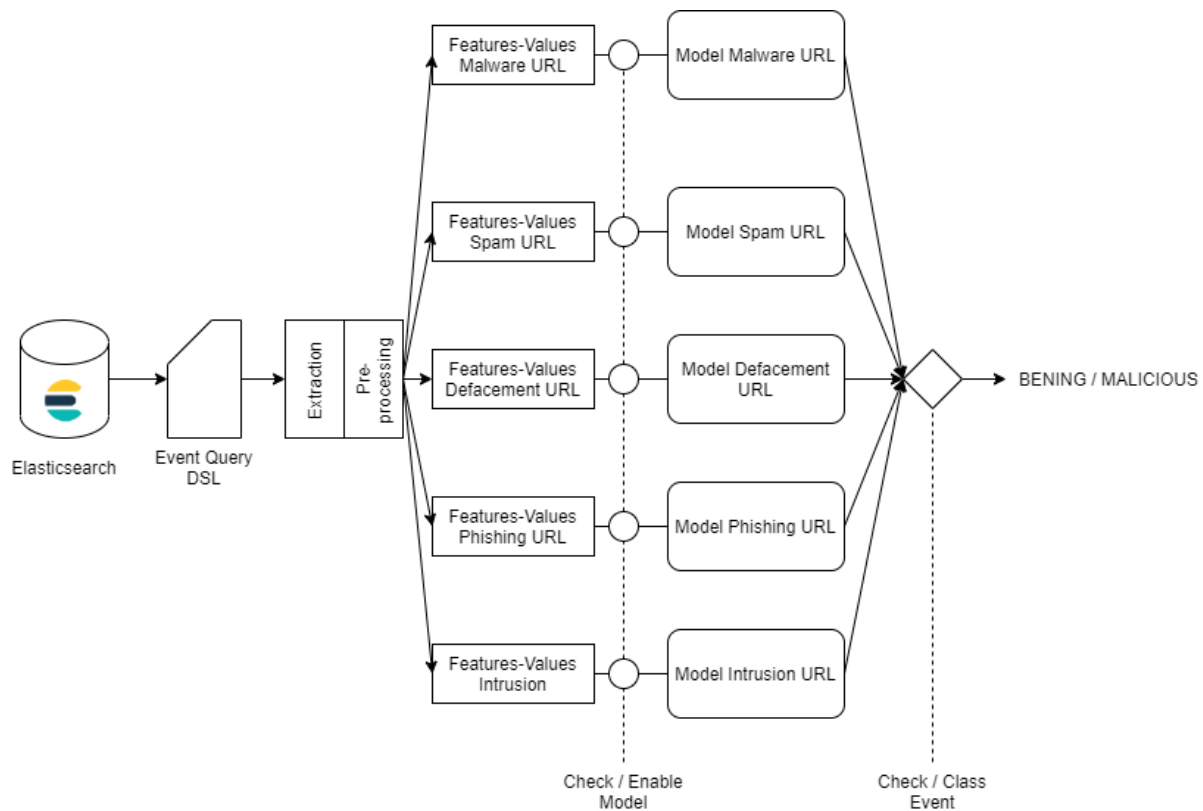 Features-Values
Malware URL
Model Malware URL
Features-Values
Spam URL
Model Spam URL
Elasticsearch
Event Query
DSL
Extraction
Pre-
processing
Features-Values
Defacement URL
Model Defacement
URL
BENING / MALICIOUS
Features-Values
Phishing URL
Model Phishing URL
Features-Values
Intrusion
Model Intrusion URL
Check / Enable
Model
Check / Class
Event